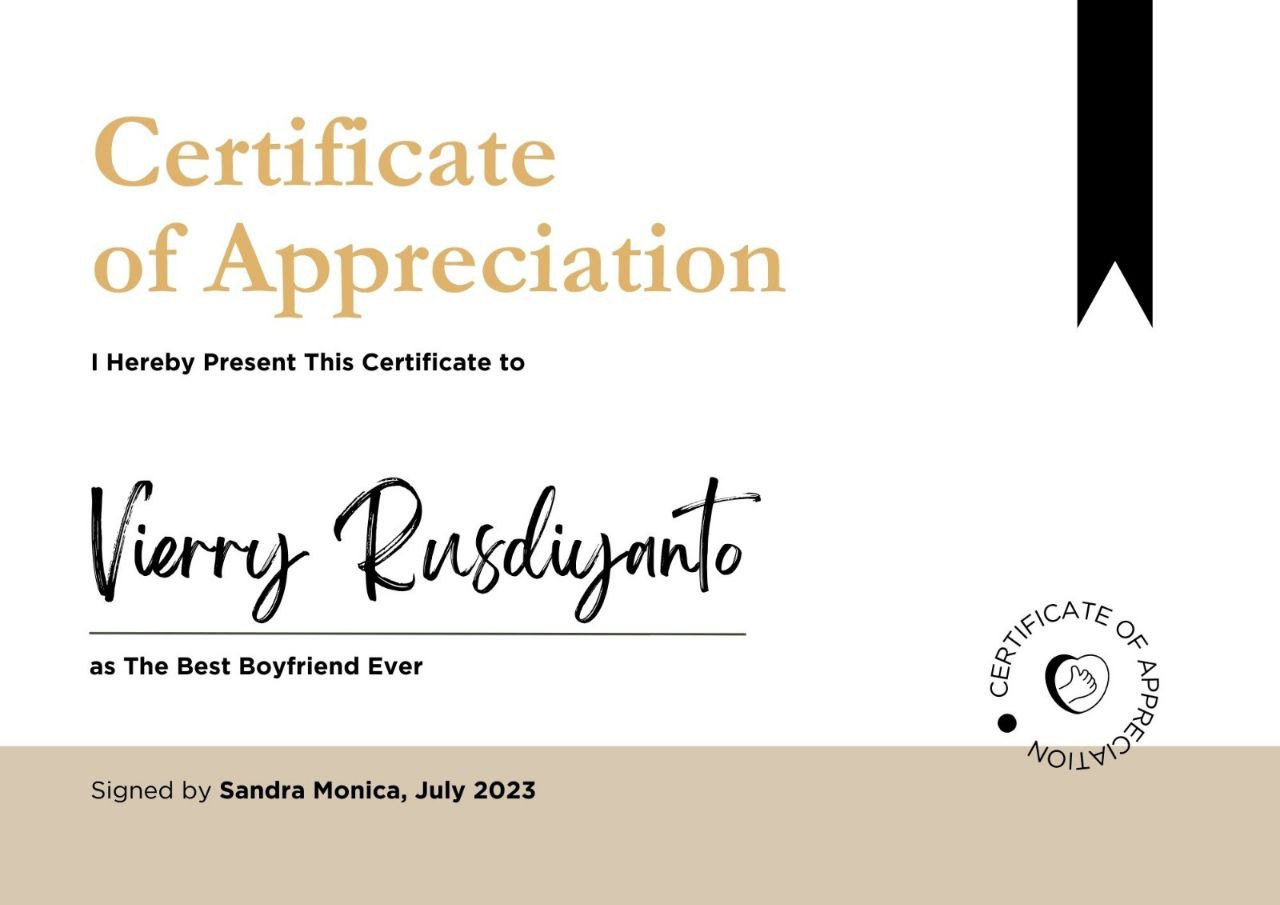 Certificate
of Appreciation
I Hereby Present This Certificate to
Vierry Rusdiyanto
as The Best Boyfriend Ever
CERTIFICATE OF APPRECIATION
Signed by Sandra Monica, July 2023